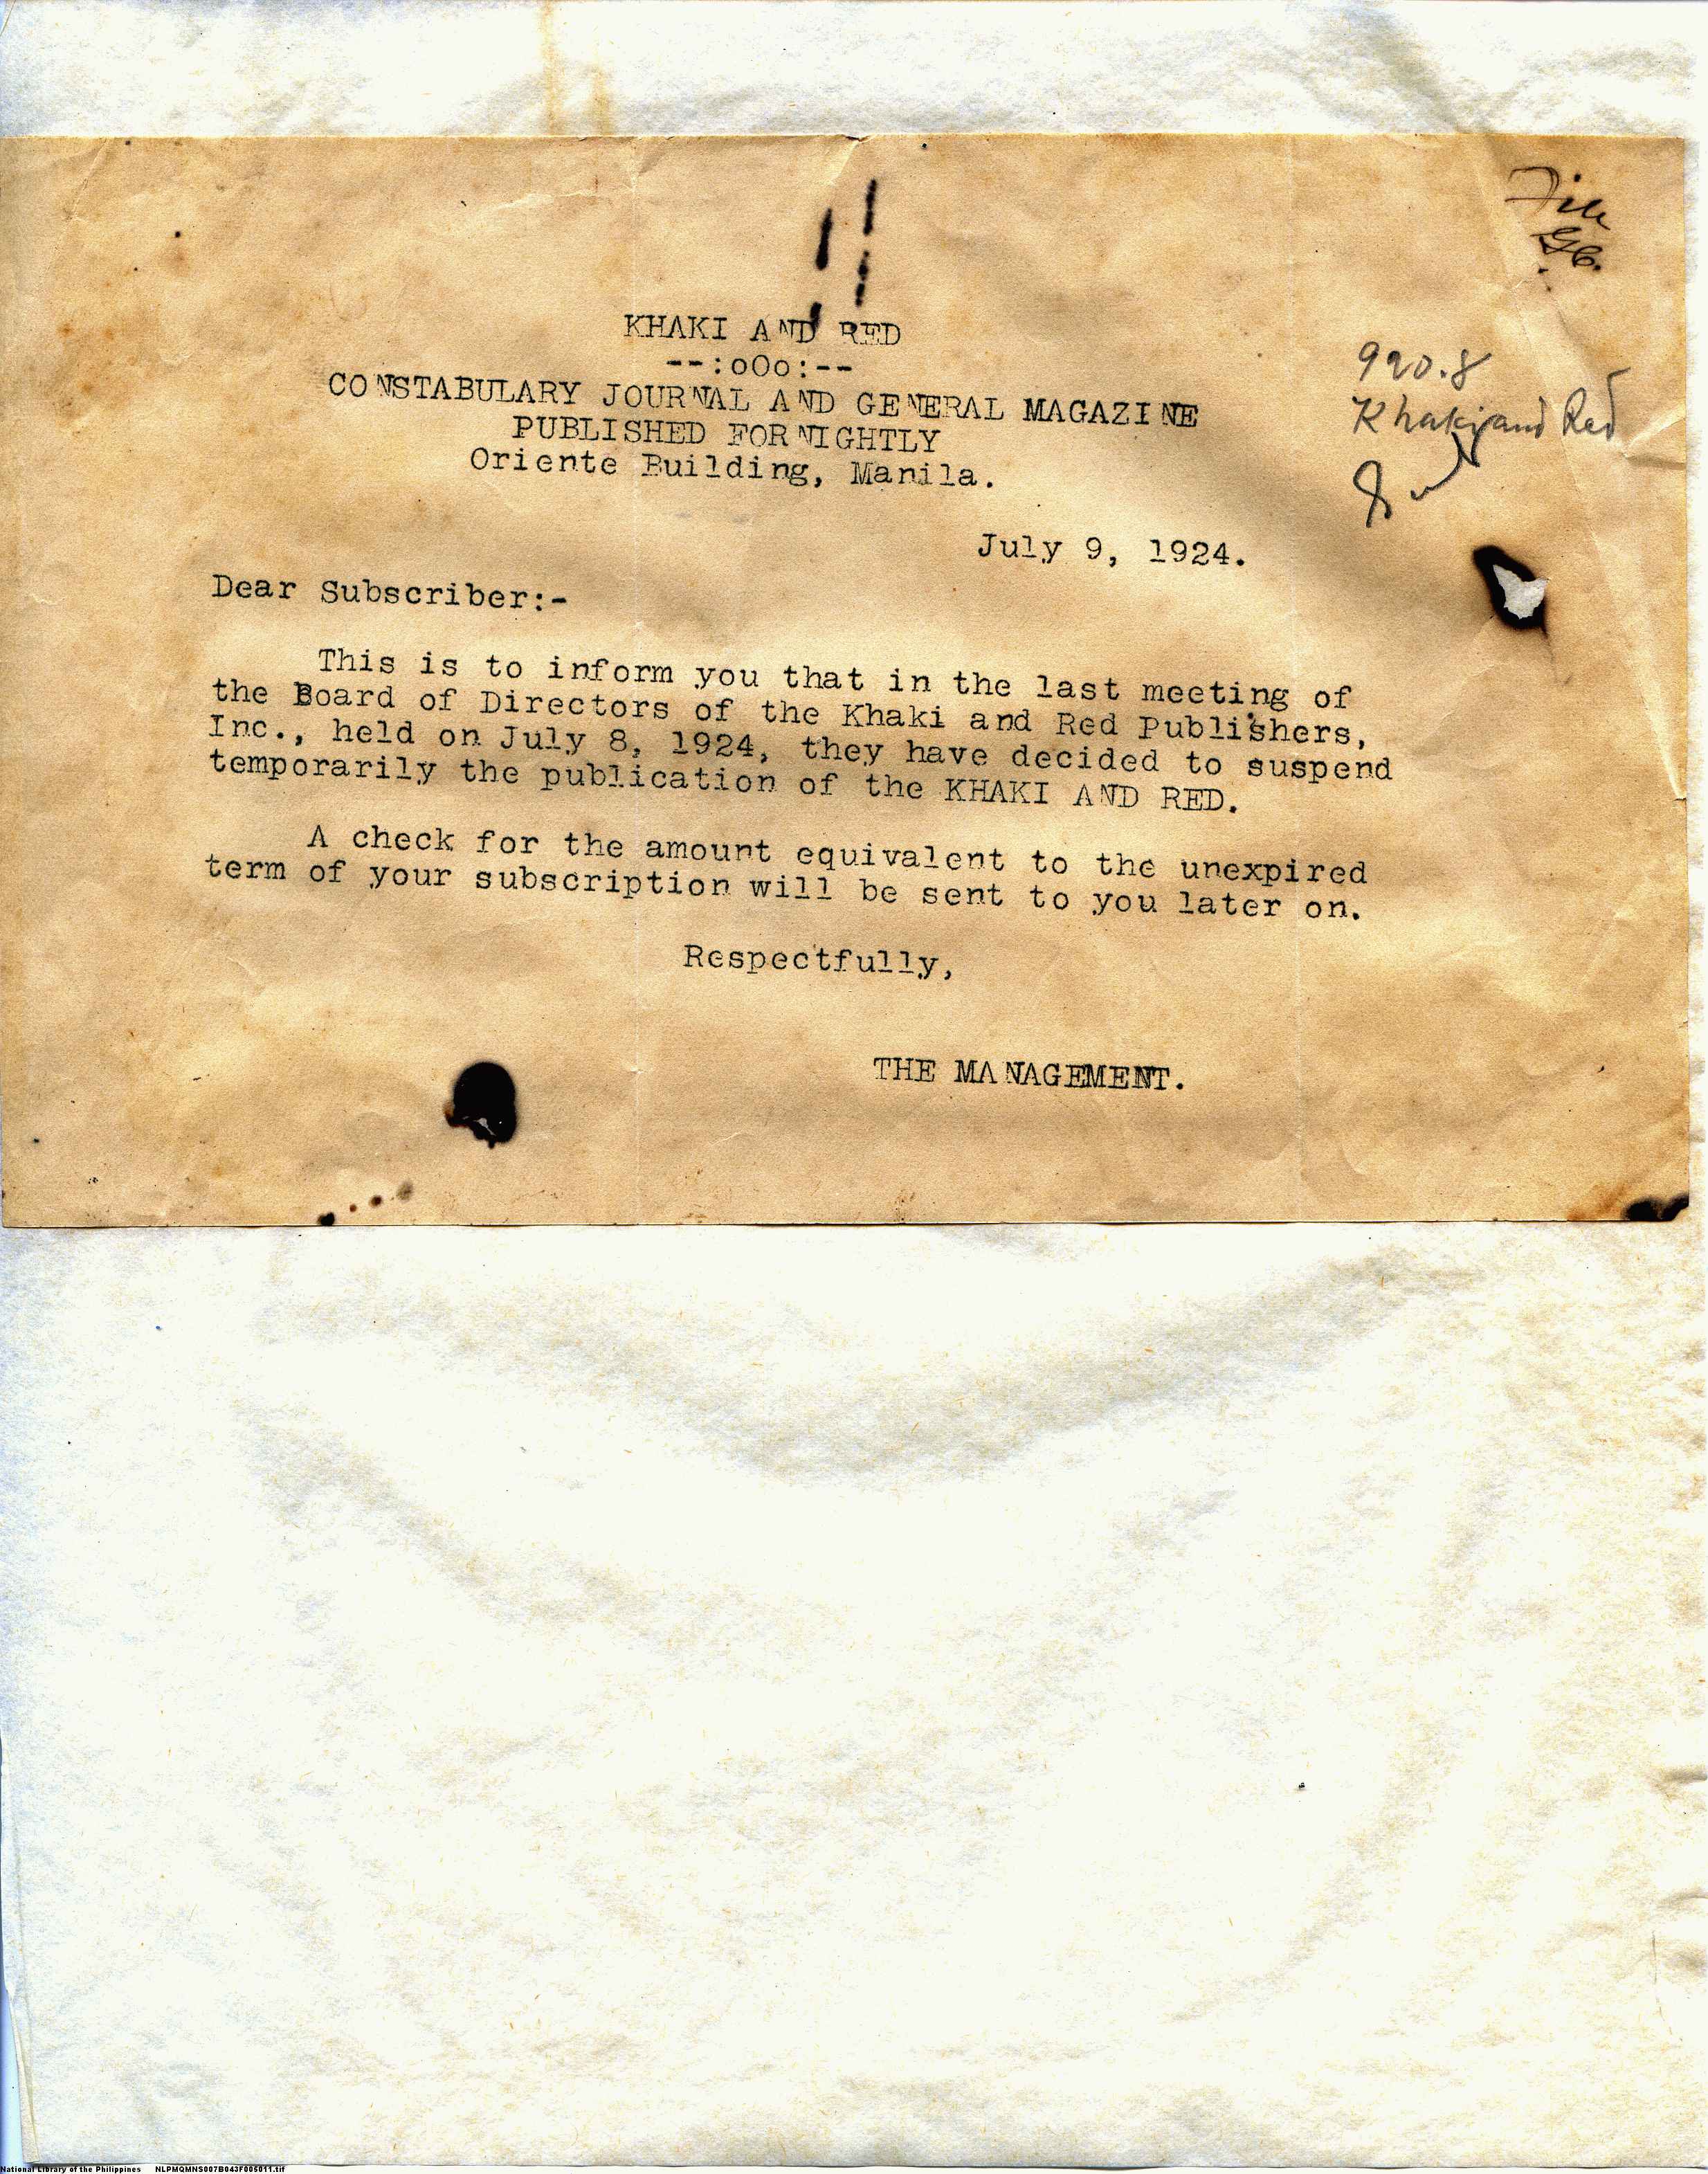 File
KHAKI AND RED
--:oOo:--
CONSTABULARY JOURNAL AND GENERAL MAGAZINE
PUBLISHED FORNIGHTLY
Oriente Building, Manila.
920.8
Khaki and Red
July 9, 1924.
Dear Subscriber:-
This is to inform you that in the last meeting of
the Board of Directors of the Khaki and Red Publishers,
Inc., held on July 8, 1924, they have decided to suspend
temporarily the publication of the KHAKI AND RED.
A check for the amount equivalent to the unexpired
term of your subscription will be sent to you later on.
Respectfully,
THE MANAGEMENT.
National Library of the Philippines NLPMQMNS007B043F005011.tif